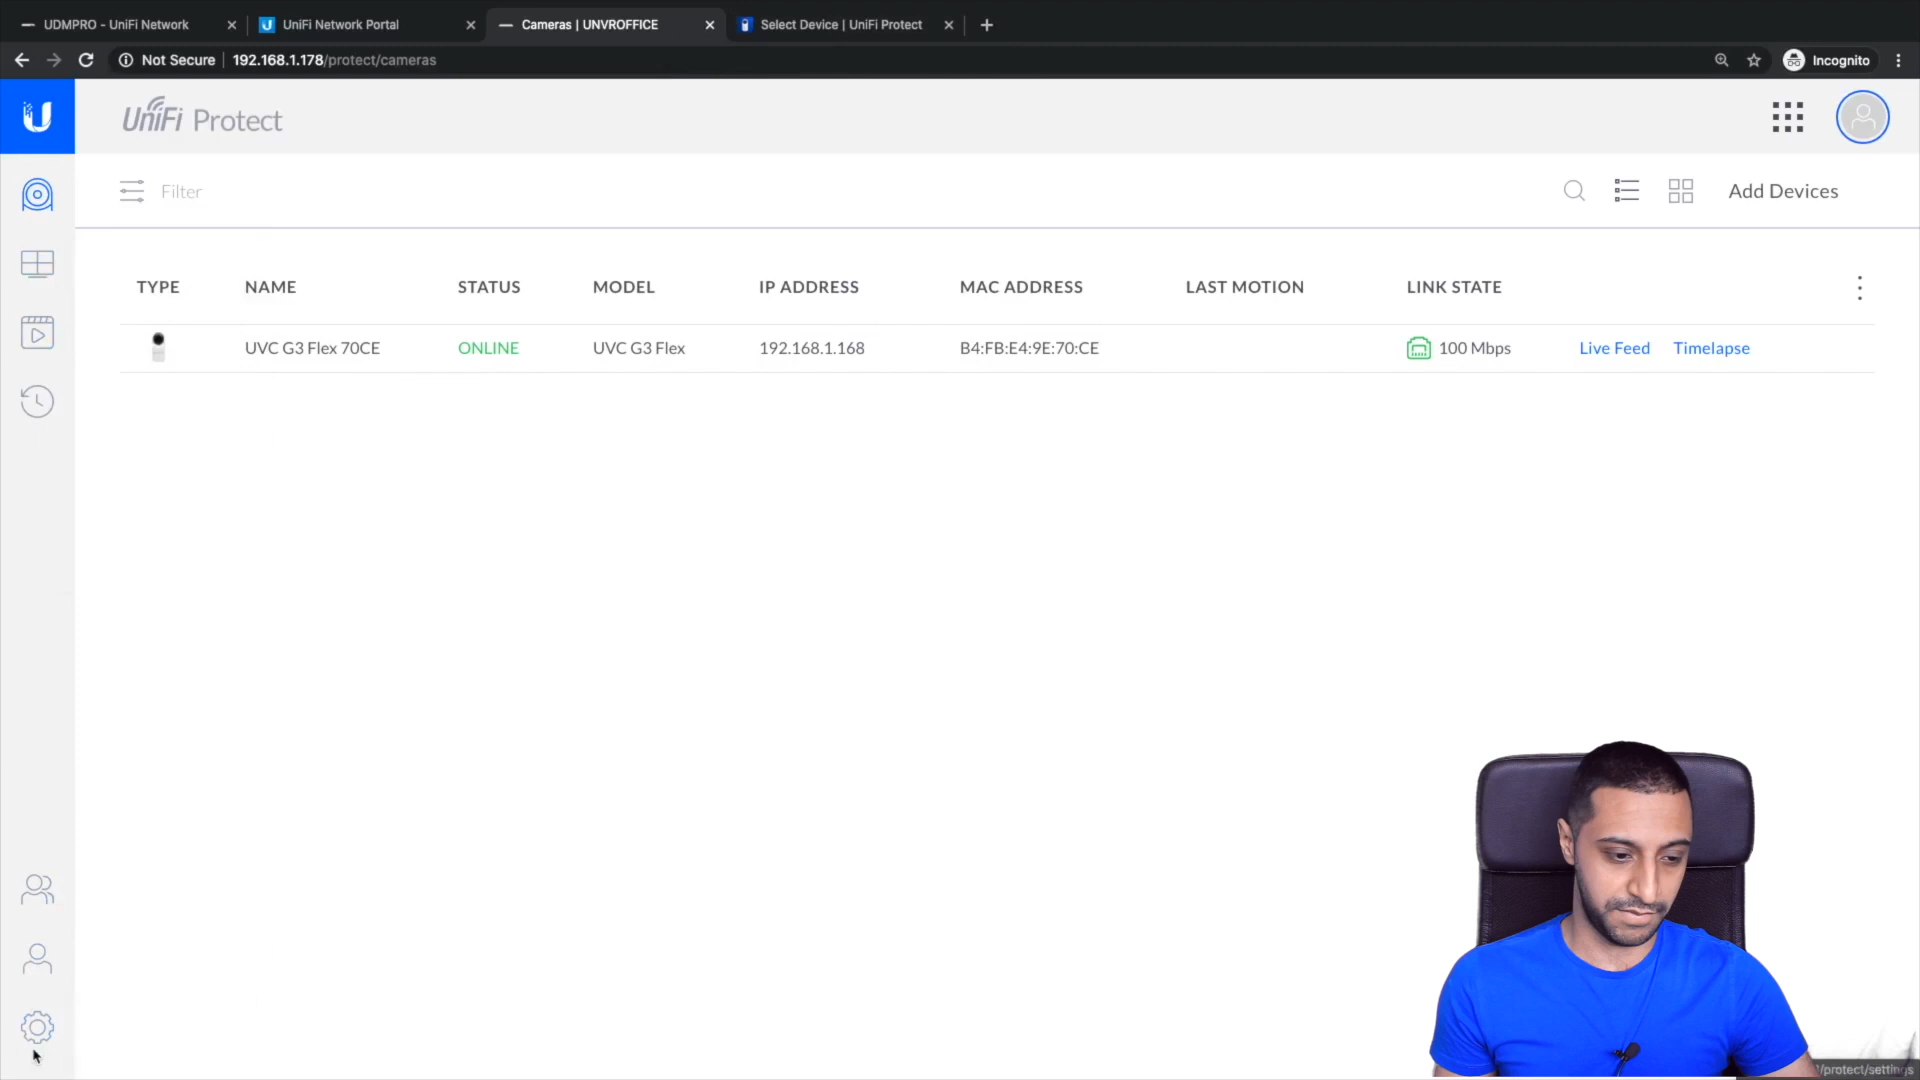 UDMPRO - UniFi Network
UniFi Network Portal
Cameras | UNVROFFICE
Select Device | UniFi Protect
Not Secure
192.168.1.178/protect/cameras
Incognito
UniFi Protect
Filter
Add Devices
TYPE NAME STATUS MODEL IP ADDRESS MAC ADDRESS LAST MOTION LINK STATE
UVC G3 Flex 70CE ONLINE UVC G3 Flex 192.168.1.168 B4:FB:E4:9E:70:CE 100 Mbps Live Feed Timelapse
/protect/settings